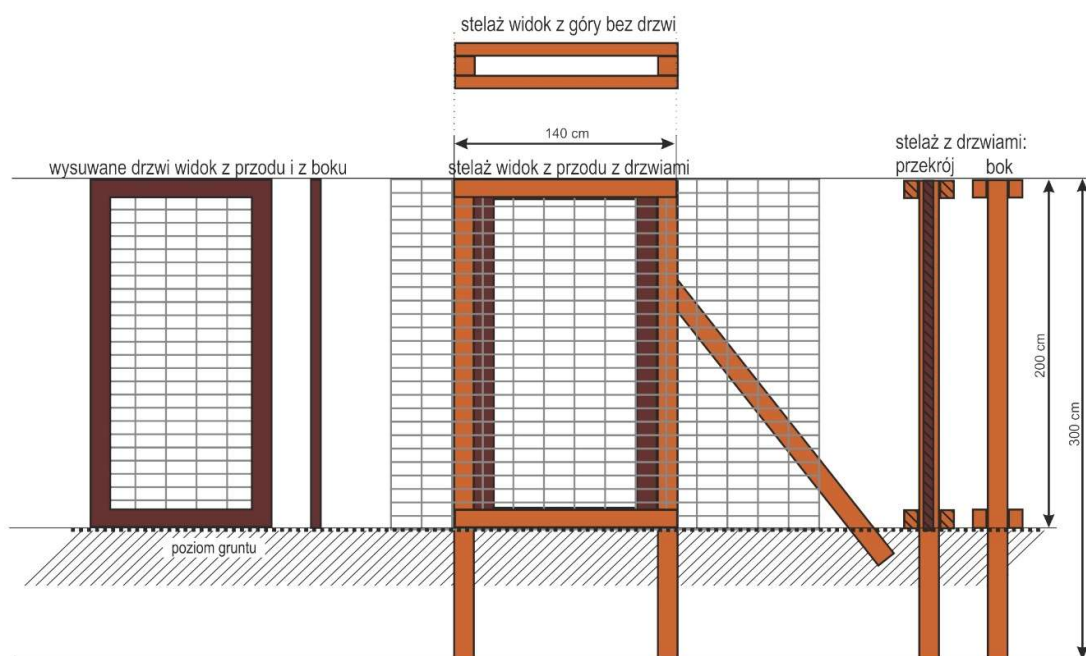 stelaż widok z góry bez drzwi
140 cm
wysuwane drzwi widok z przodu i z boku
stelaż widok z przodu z drzwiami
stelaż z drzwiami:
przekrój
bok
200 cm
300 cm
poziom gruntu